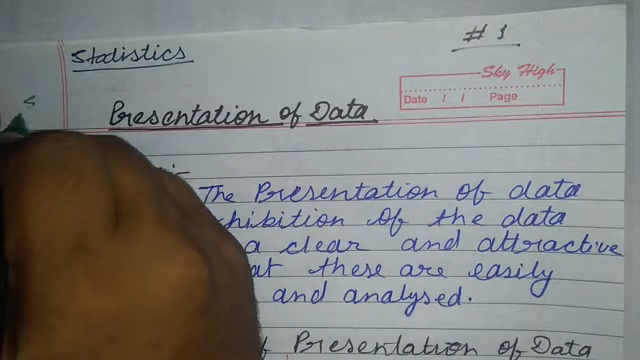 # 1
Statistics
Sky High
Date / / Page
Presentation of Data
s
:-
The Presentation of data
hibition of the data
a clear and attractive
at these are easily
and analysed.
f Presentation of Data